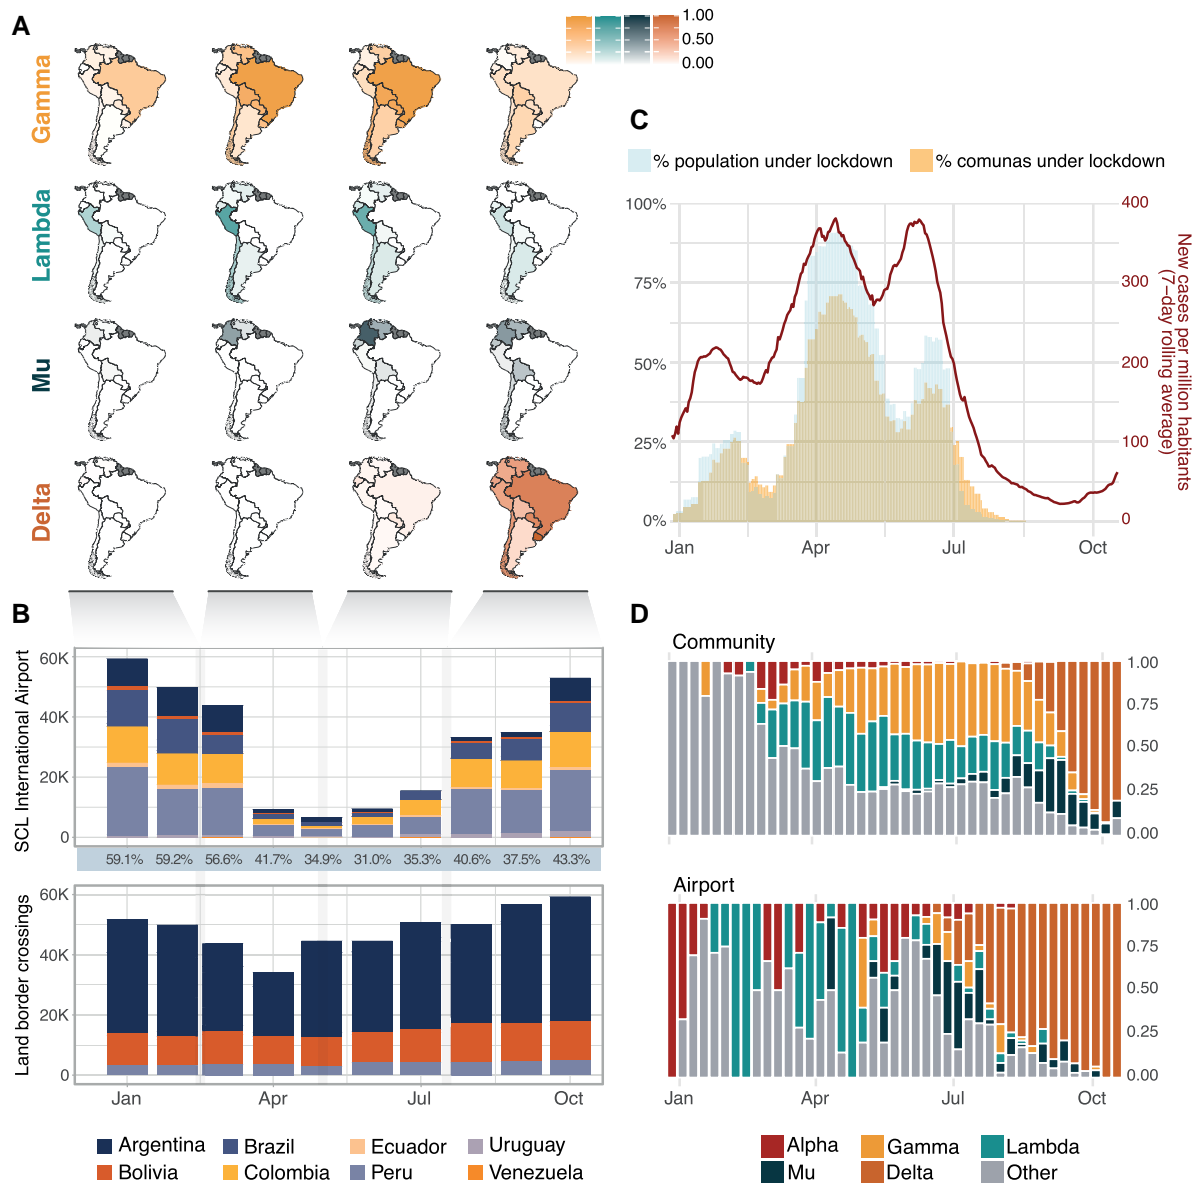 A
1.00
0.50
0.00
Gamma
Lambda
Mu
Delta
B
60K
40K
20K
0
SCL International Airport
59.1% 59.2% 56.6% 41.7% 34.9% 31.0% 35.3% 40.6% 37.5% 43.3%
60K
40K
20K
0
Land border crossings
Jan Apr Jul Oct
Argentina Brazil Ecuador Uruguay
Bolivia Colombia Peru Venezuela
C
% population under lockdown % comunas under lockdown
100%
75%
50%
25%
0%
400
300
200
100
0
New cases per million habitants
(7−day rolling average)
Jan Apr Jul Oct
D
Community
1.00
0.75
0.50
0.25
0.00
Airport
1.00
0.75
0.50
0.25
0.00
Jan Apr Jul Oct
Alpha Gamma Lambda
Mu Delta Other